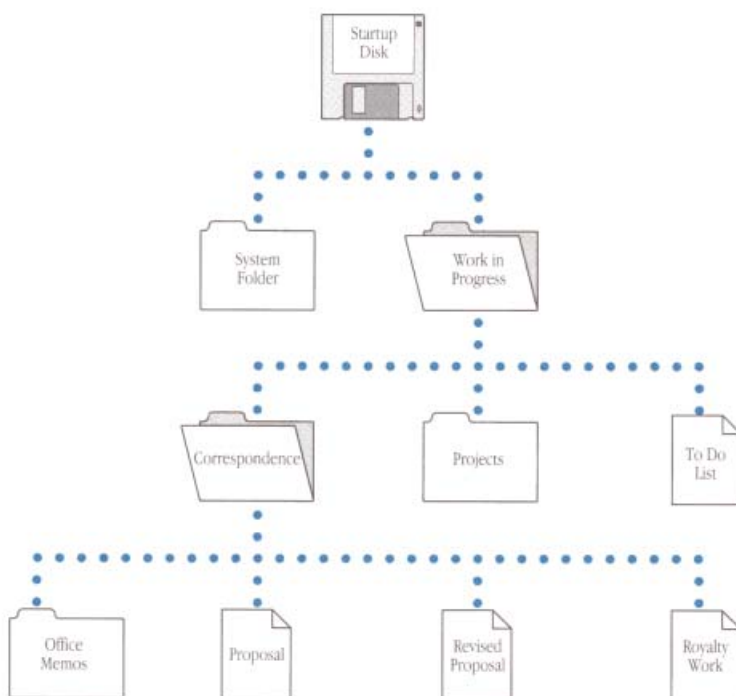 Startup
Disk
System
Folder
Work in
Progress
Correspondence
Projects
To Do
List
Office
Memos
Proposal
Revised
Proposal
Royalty
Work